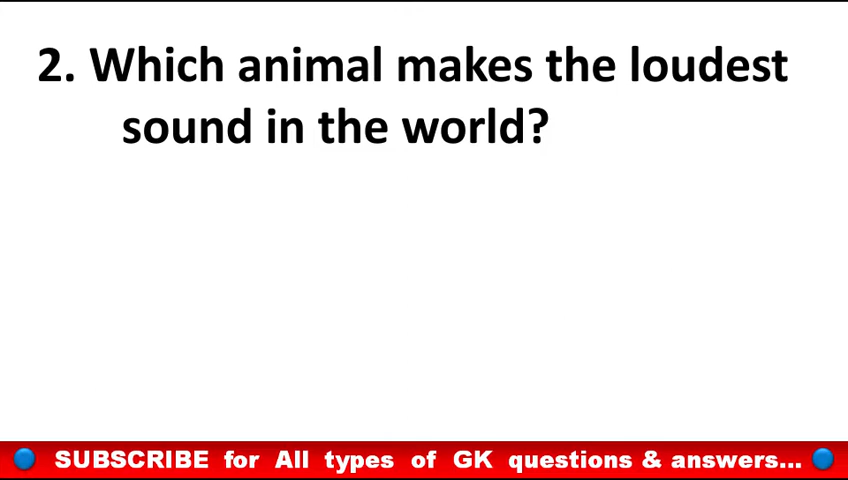 2. Which animal makes the loudest
sound in the world?
SUBSCRIBE for All types of GK questions & answers...